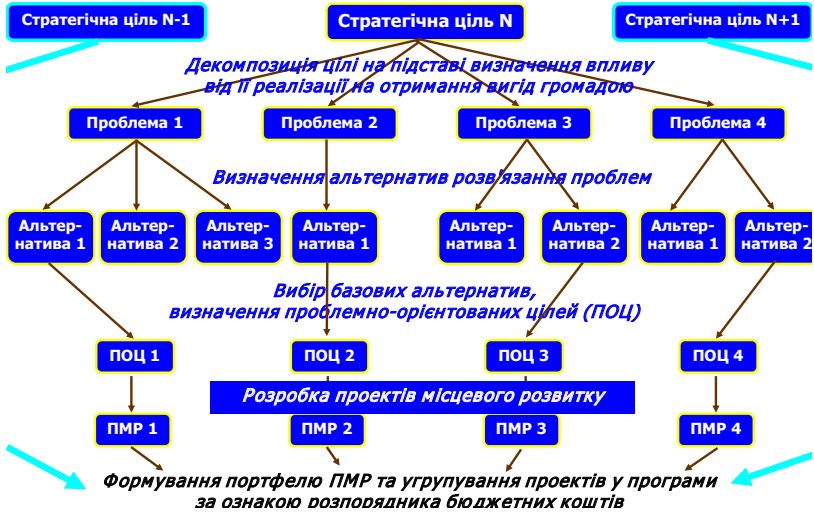 Стратегічна ціль N-1
Стратегічна ціль N
Стратегічна ціль N+1
Декомпозиція цілі на підставі визначення впливу
від її реалізації на отримання вигід громадою
Проблема 1
Проблема 2
Проблема 3
Проблема 4
Визначення альтернатив розв'язання проблем
Альтер-
натива 1
Альтер-
натива 2
Альтер-
натива 3
Альтер-
натива 1
Альтер-
натива 1
Альтер-
натива 2
Альтер-
натива 1
Альтер-
натива 2
Вибір базових альтернатив,
визначення проблемно-орієнтованих цілей (ПОЦ)
ПОЦ 1
ПОЦ 2
ПОЦ 3
ПОЦ 4
Розробка проектів місцевого розвитку
ПМР 1
ПМР 2
ПМР 3
ПМР 4
Формування портфелю ПМР та угрупування проектів у програми
за ознакою розпорядника бюджетних коштів